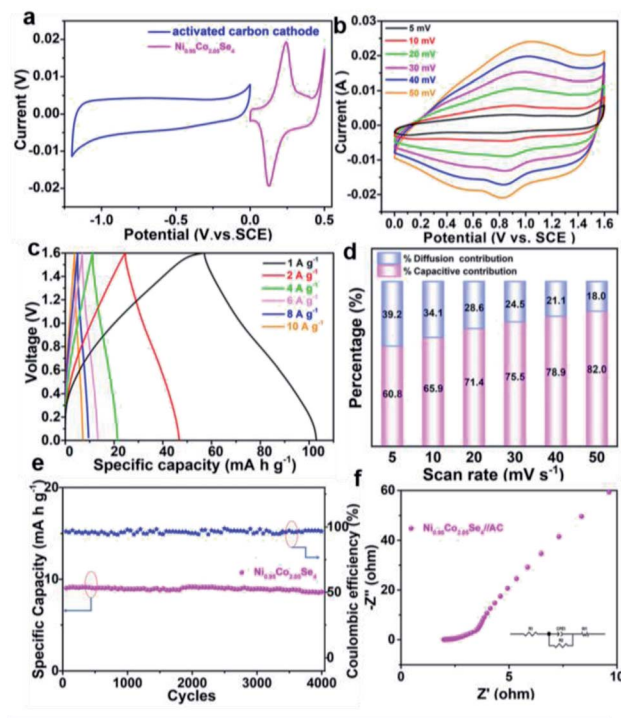 a
activated carbon cathode
Ni0.95Co2.05Se4
0.02
0.01
0.00
-0.01
-0.02
Current (V)
-1.0
-0.5
0.0
0.5
Potential (V.vs.SCE)
b
5 mV
10 mV
20 mV
30 mV
40 mV
50 mV
0.03
0.02
0.01
0.00
-0.01
-0.02
Current (A)
0.0 0.2 0.4 0.6 0.8 1.0 1.2 1.4 1.6
Potential (V vs. SCE )
c
1 A g-1
2 A g-1
4 A g-1
6 A g-1
8 A g-1
10 A g-1
1.6
1.4
1.2
1.0
0.8
0.6
0.4
0.2
0.0
Voltage (V)
0 20 40 60 80 100
Specific capacity (mA h g-1)
d
% Diffusion contribution
% Capacitive contribution
39.2 34.1 28.6 24.5 21.1 18.0
60.8 65.9 71.4 75.5 78.9 82.0
Percentage (%)
5 10 20 30 40 50
Scan rate (mV s-1)
e
20
10
0
Specific Capacity (mA h g-1)
Ni0.95Co2.05Se4
100
50
0
Coulombic efficiency (%)
0 1000 2000 3000 4000
Cycles
f
Ni0.95Co2.05Se4//AC
60
40
20
0
-Z" (ohm)
5
10
Z' (ohm)